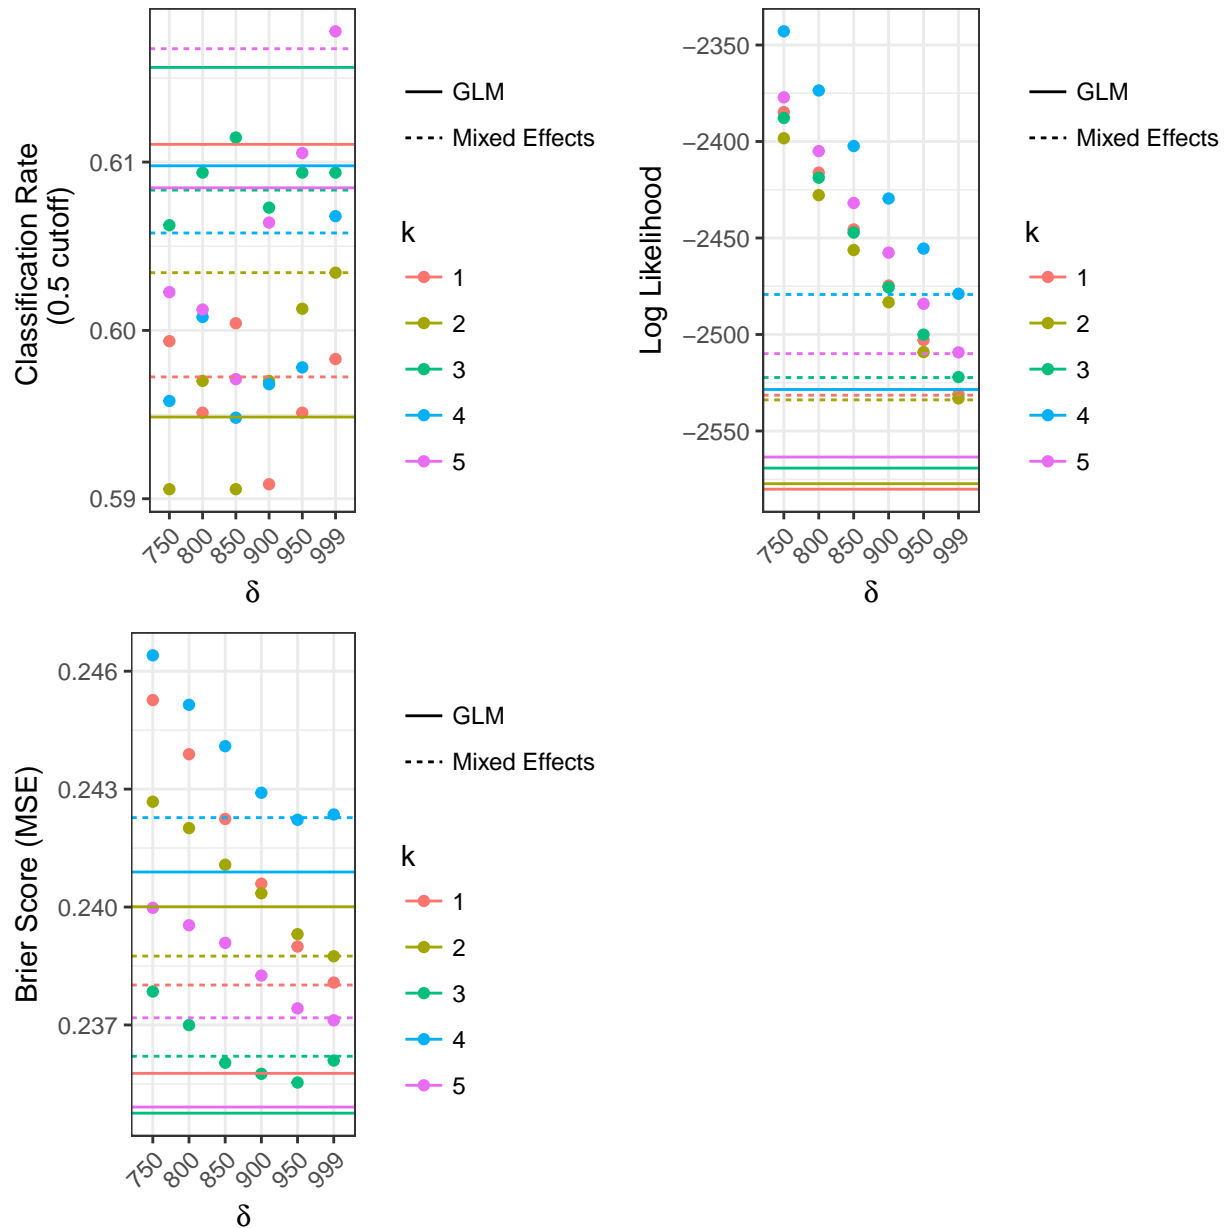 Classification Rate
(0.5 cutoff)
0.61
0.60
0.59
750
800
850
900
950
999
δ
GLM
Mixed Effects
k
1
2
3
4
5
Log Likelihood
−2350
−2400
−2450
−2500
−2550
750
800
850
900
950
999
δ
GLM
Mixed Effects
k
1
2
3
4
5
Brier Score (MSE)
0.246
0.243
0.240
0.237
750
800
850
900
950
999
δ
GLM
Mixed Effects
k
1
2
3
4
5